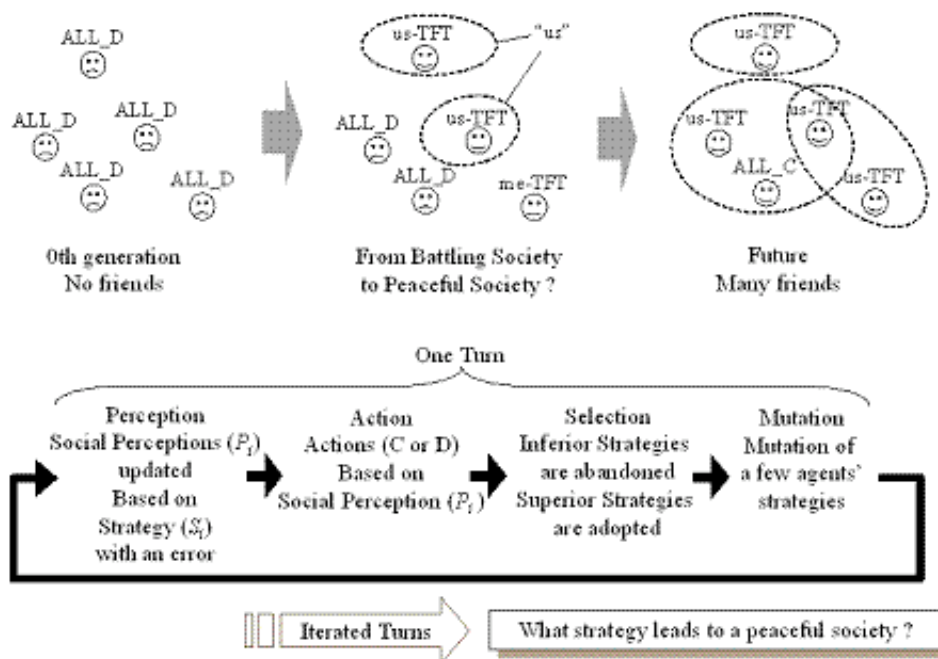 ALL_D
ALL_D
ALL_D
ALL_D
ALL_D
0th generation
No friends
us-TFT
"us"
us-TFT
ALL_D
ALL_D
me-TFT
From Battling Society
to Peaceful Society ?
us-TFT
us-TFT
us-TFT
ALL_C
us-TFT
Future
Many friends
One Turn
Perception
Social Perceptions (P_i)
updated
Based on
Strategy (S_i)
with an error
Action
Actions (C or D)
Based on
Social Perception (P_i)
Selection
Inferior Strategies
are abandoned
Superior Strategies
are adopted
Mutation
Mutation of
a few agents'
strategies
Iterated Turns
What strategy leads to a peaceful society ?